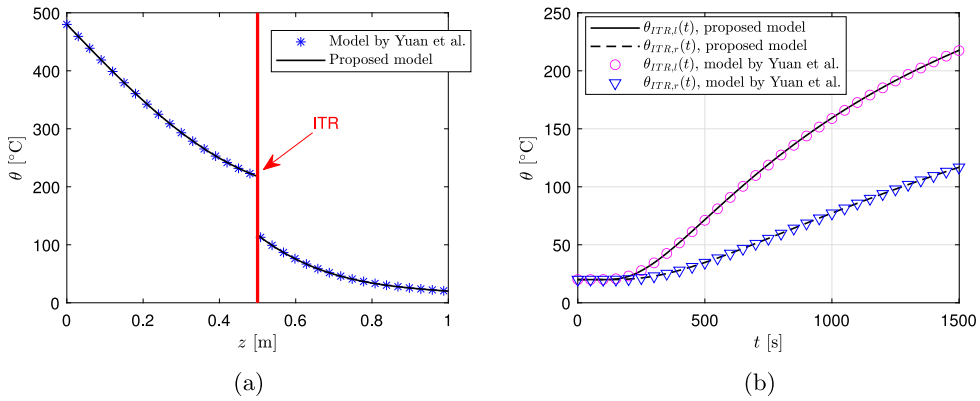 500
400
300
200
100
0
θ [°C]
0
0.2
0.4
0.6
0.8
1
z [m]
Model by Yuan et al.
Proposed model
ITR
(a)
250
200
150
100
50
0
θ [°C]
0
500
1000
1500
t [s]
θ_{ITR,l}(t), proposed model
θ_{ITR,r}(t), proposed model
θ_{ITR,l}(t), model by Yuan et al.
θ_{ITR,r}(t), model by Yuan et al.
(b)